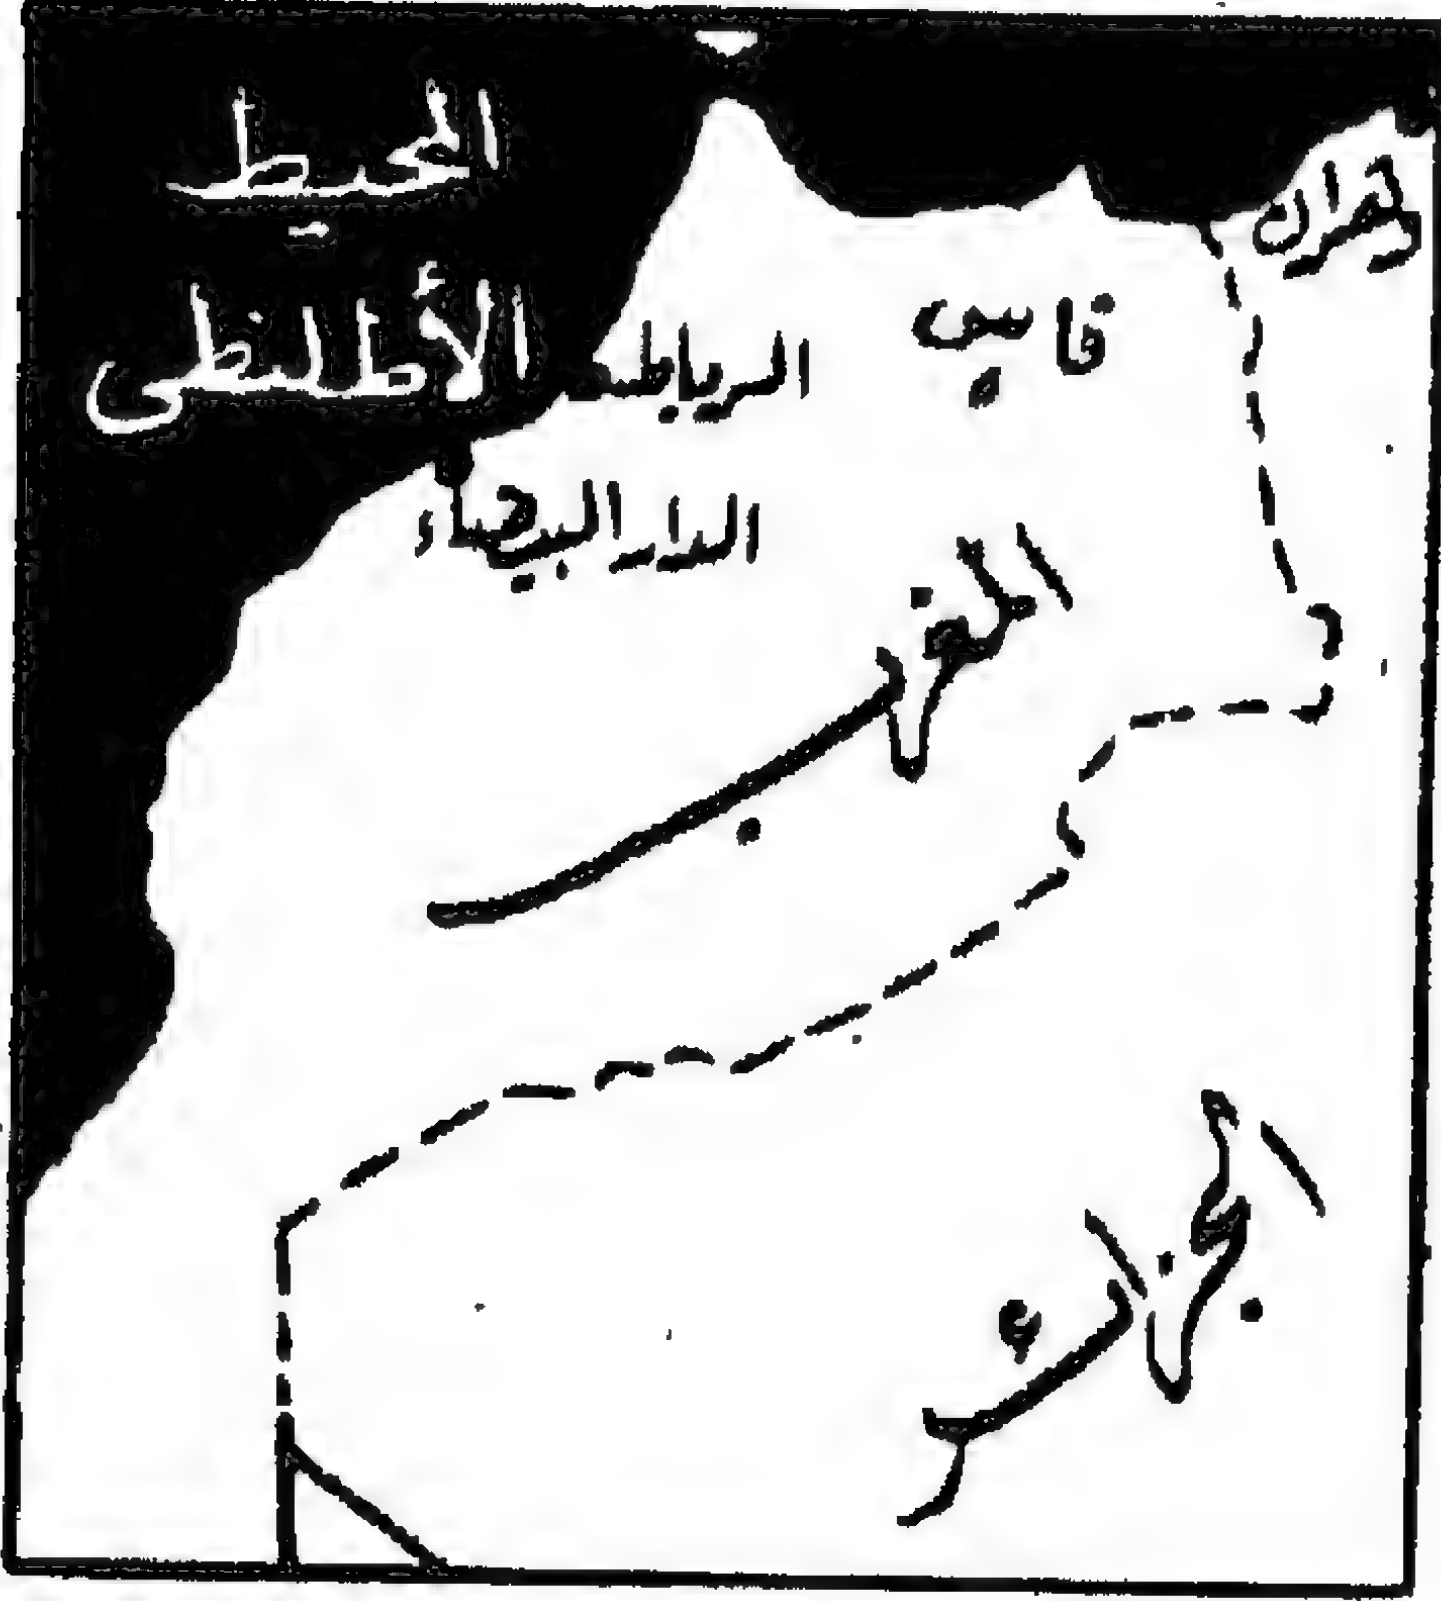 المحيط
الأطلنطى
وهران
فاس
الرباط
الدار البيضاء
المغرب
الجزائر